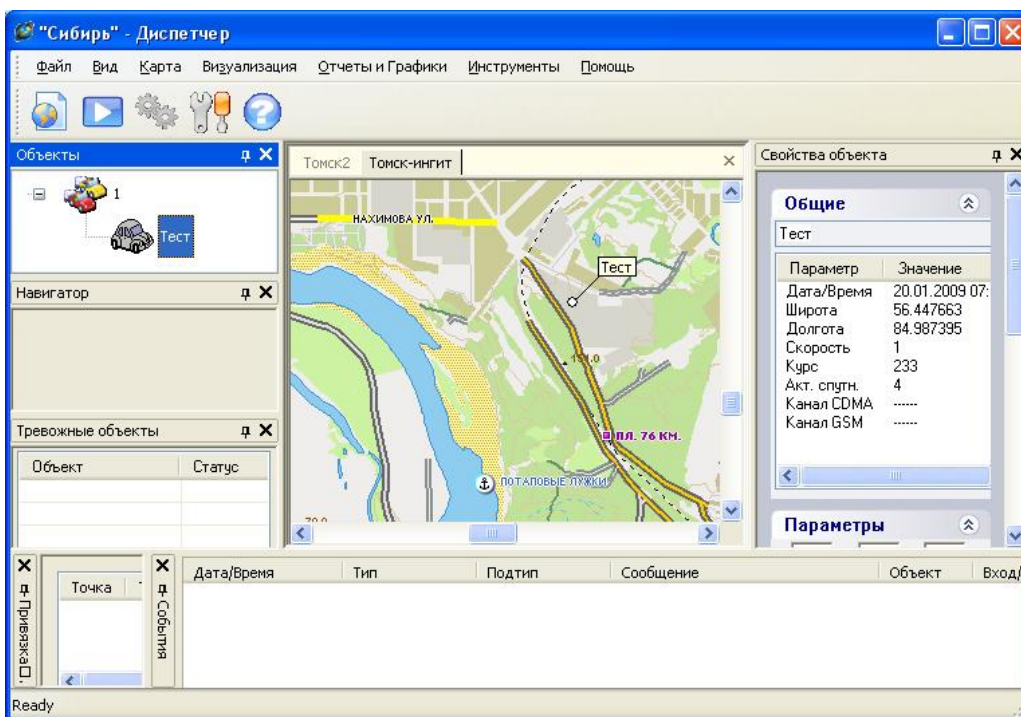 "Сибирь" - Диспетчер
Файл Вид Карта Визуализация Отчеты и Графики Инструменты Помощь
Объекты
1
Тест
Навигатор
Тревожные объекты
Объект Статус
Томск2 Томск-ингит
НАХИМОВА УЛ.
Тест
ПЛ. 76 КМ.
ПОТАПОВЫЕ ЛУЖКИ
Свойства объекта
Общие
Тест
Параметр Значение
Дата/Время 20.01.2009 07:
Широта 56.447663
Долгота 84.987395
Скорость 1
Курс 233
Акт. спутн. 4
Канал CDMA ------
Канал GSM ------
Параметры
Привязка
Точка
События
Дата/Время Тип Подтип Сообщение Объект Вход/
Ready